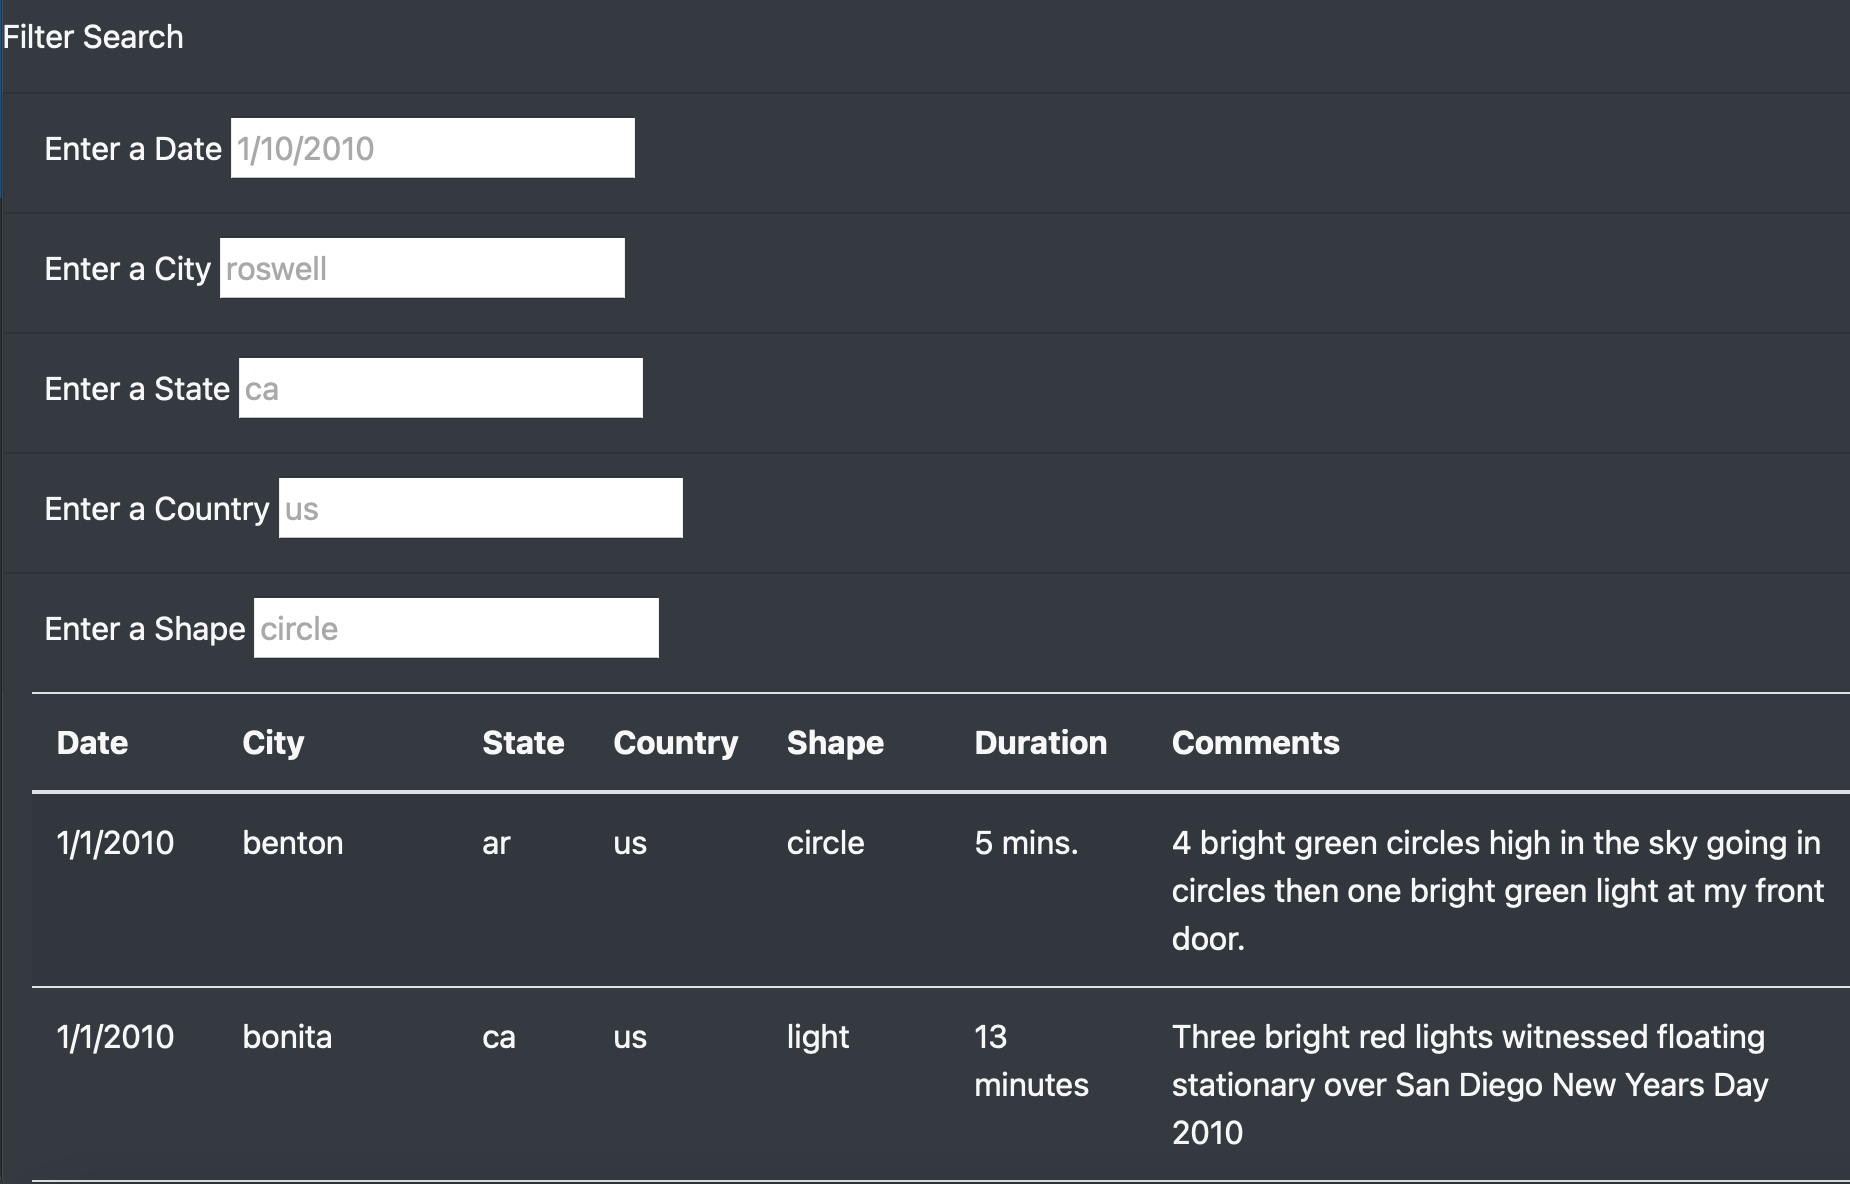 Filter Search
Enter a Date 1/10/2010
Enter a City roswell
Enter a State ca
Enter a Country us
Enter a Shape circle
Date City State Country Shape Duration Comments
1/1/2010 benton ar us circle 5 mins. 4 bright green circles high in the sky going in
circles then one bright green light at my front
door.
1/1/2010 bonita ca us light 13 Three bright red lights witnessed floating
minutes stationary over San Diego New Years Day
2010